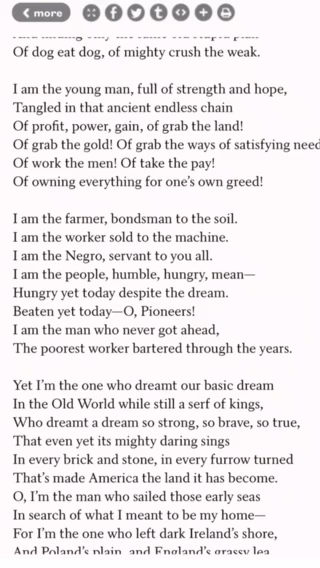 more
Of dog eat dog, of mighty crush the weak.
I am the young man, full of strength and hope,
Tangled in that ancient endless chain
Of profit, power, gain, of grab the land!
Of grab the gold! Of grab the ways of satisfying need
Of work the men! Of take the pay!
Of owning everything for one's own greed!
I am the farmer, bondsman to the soil.
I am the worker sold to the machine.
I am the Negro, servant to you all.
I am the people, humble, hungry, mean—
Hungry yet today despite the dream.
Beaten yet today—O, Pioneers!
I am the man who never got ahead,
The poorest worker bartered through the years.
Yet I'm the one who dreamt our basic dream
In the Old World while still a serf of kings,
Who dreamt a dream so strong, so brave, so true,
That even yet its mighty daring sings
In every brick and stone, in every furrow turned
That's made America the land it has become.
O, I'm the man who sailed those early seas
In search of what I meant to be my home—
For I'm the one who left dark Ireland's shore,
And Poland's plain, and England's grassy lea